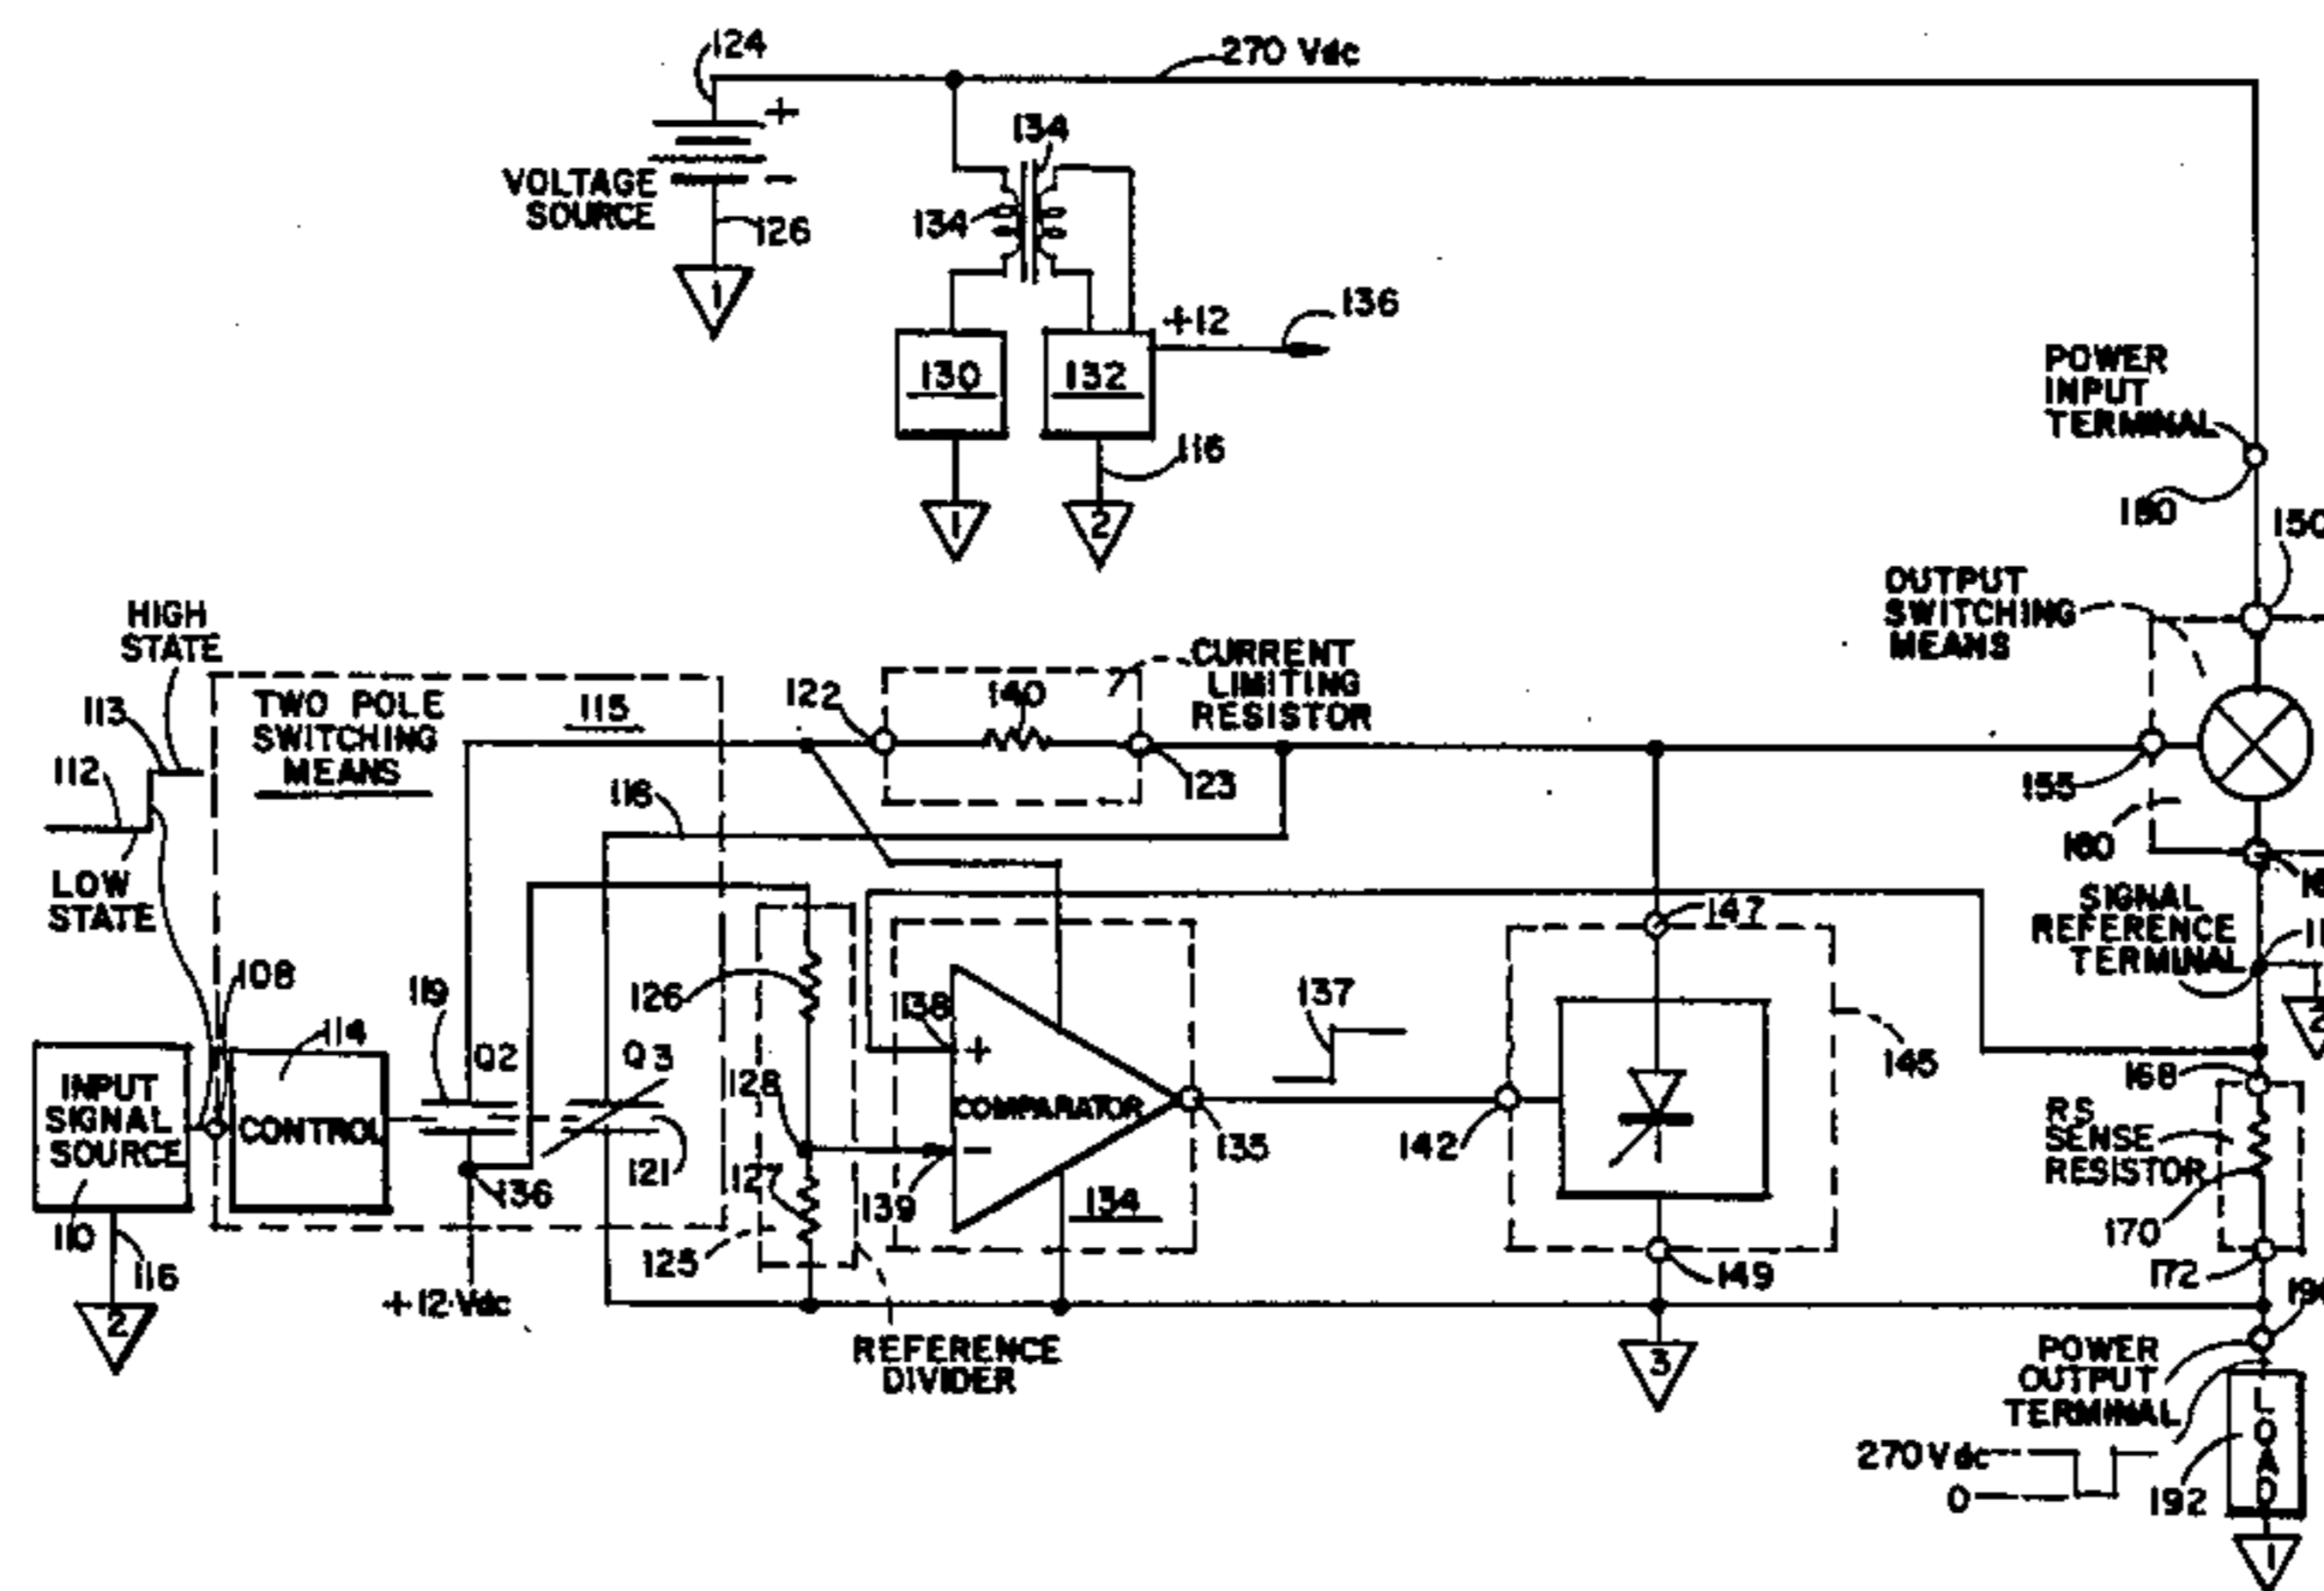 124
270 Vdc
+
134
VOLTAGE
SOURCE
-
134
126
1
+12
136
130
132
116
1
2
POWER
INPUT
TERMINAL
180
150
OUTPUT
SWITCHING
MEANS
HIGH
STATE
113
112
LOW
STATE
TWO POLE
SWITCHING
MEANS
115
122
140
CURRENT
LIMITING
RESISTOR
123
118
155
160
SIGNAL
REFERENCE
TERMINAL
2
108
119
Q2
Q3
126
138
+
137
147
145
INPUT
SIGNAL
SOURCE
114
CONTROL
128
COMPARATOR
135
142
168
RS
SENSE
RESISTOR
121
136
127
139
-
134
170
110
116
125
149
172
+12 Vdc
2
REFERENCE
DIVIDER
3
POWER
OUTPUT
TERMINAL
270 Vdc
0
192
LOAD
1